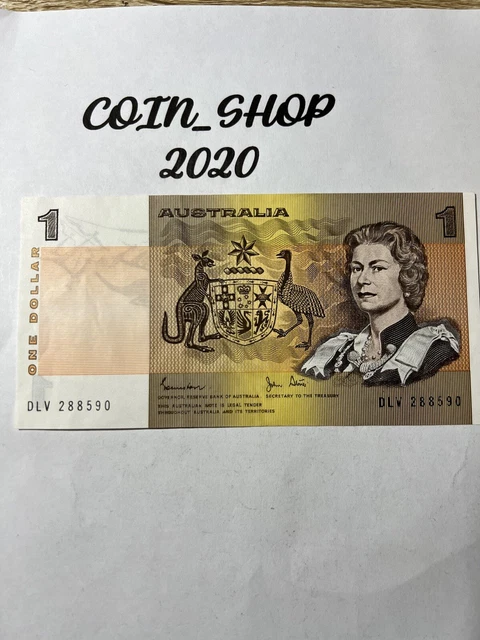 COIN_SHOP
2020
1
AUSTRALIA
1
ONE DOLLAR
GOVERNOR, RESERVE BANK OF AUSTRALIA. SECRETARY TO THE TREASURY
THIS AUSTRALIAN NOTE IS LEGAL TENDER
THROUGHOUT AUSTRALIA AND ITS TERRITORIES
DLV 288590
DLV 288590